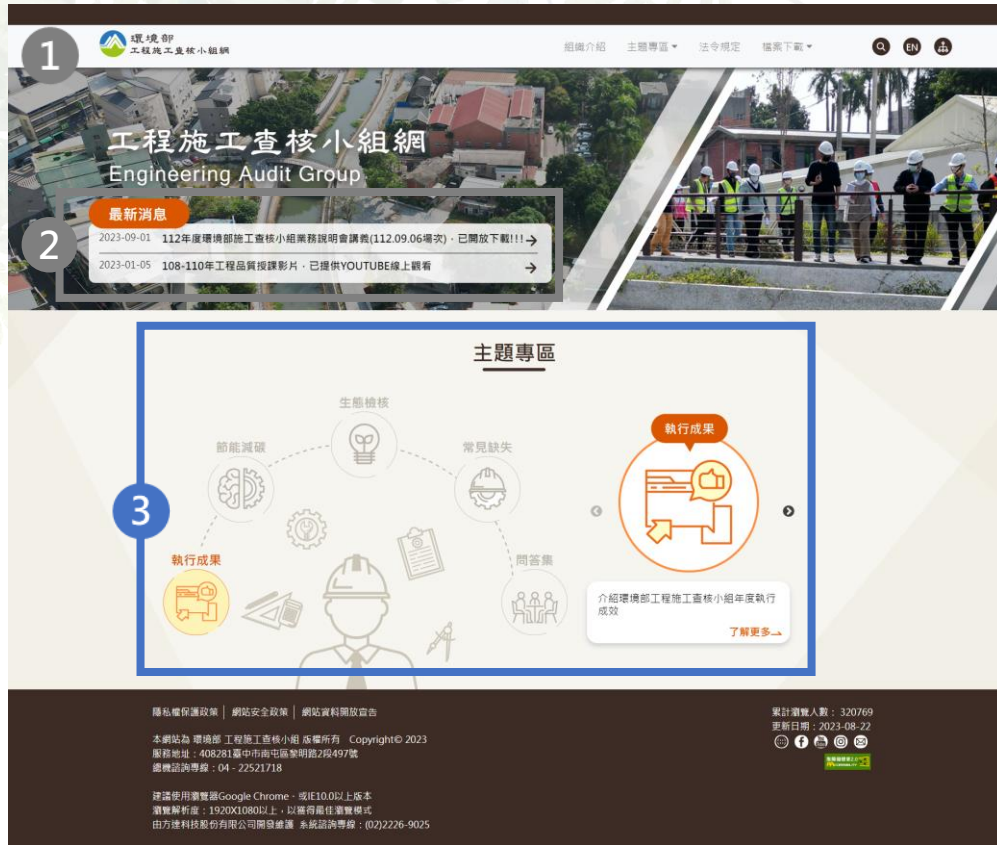 1
環境部
工程施工查核小組網
組織介紹 主題專區▼ 法令規定 檔案下載▼ EN
工程施工查核小組網
Engineering Audit Group
2
最新消息
2023-09-01 112年度環境部施工查核小組業務說明會講義(112.09.06場次)，已開放下載!!! →
2023-01-05 108-110年工程品質授課影片，已提供YOUTUBE線上觀看 →
3
主題專區
生態檢核
節能減碳
常見缺失
執行成果
問答集
執行成果
介紹環境部工程施工查核小組年度執行
成效
了解更多→
隱私權保護政策│ 網站安全政策│ 網站資料開放宣告
本網站為 環境部 工程施工查核小組 版權所有 Copyright© 2023
服務地址：408281臺中市南屯區黎明路2段497號
總機諮詢專線：04 - 22521718
建議使用瀏覽器Google Chrome，或IE10.0以上版本
瀏覽解析度：1920X1080以上，以獲得最佳瀏覽模式
由方達科技股份有限公司開發維護 系統諮詢專線：(02)2226-9025
累計瀏覽人數： 320769
更新日期：2023-08-22